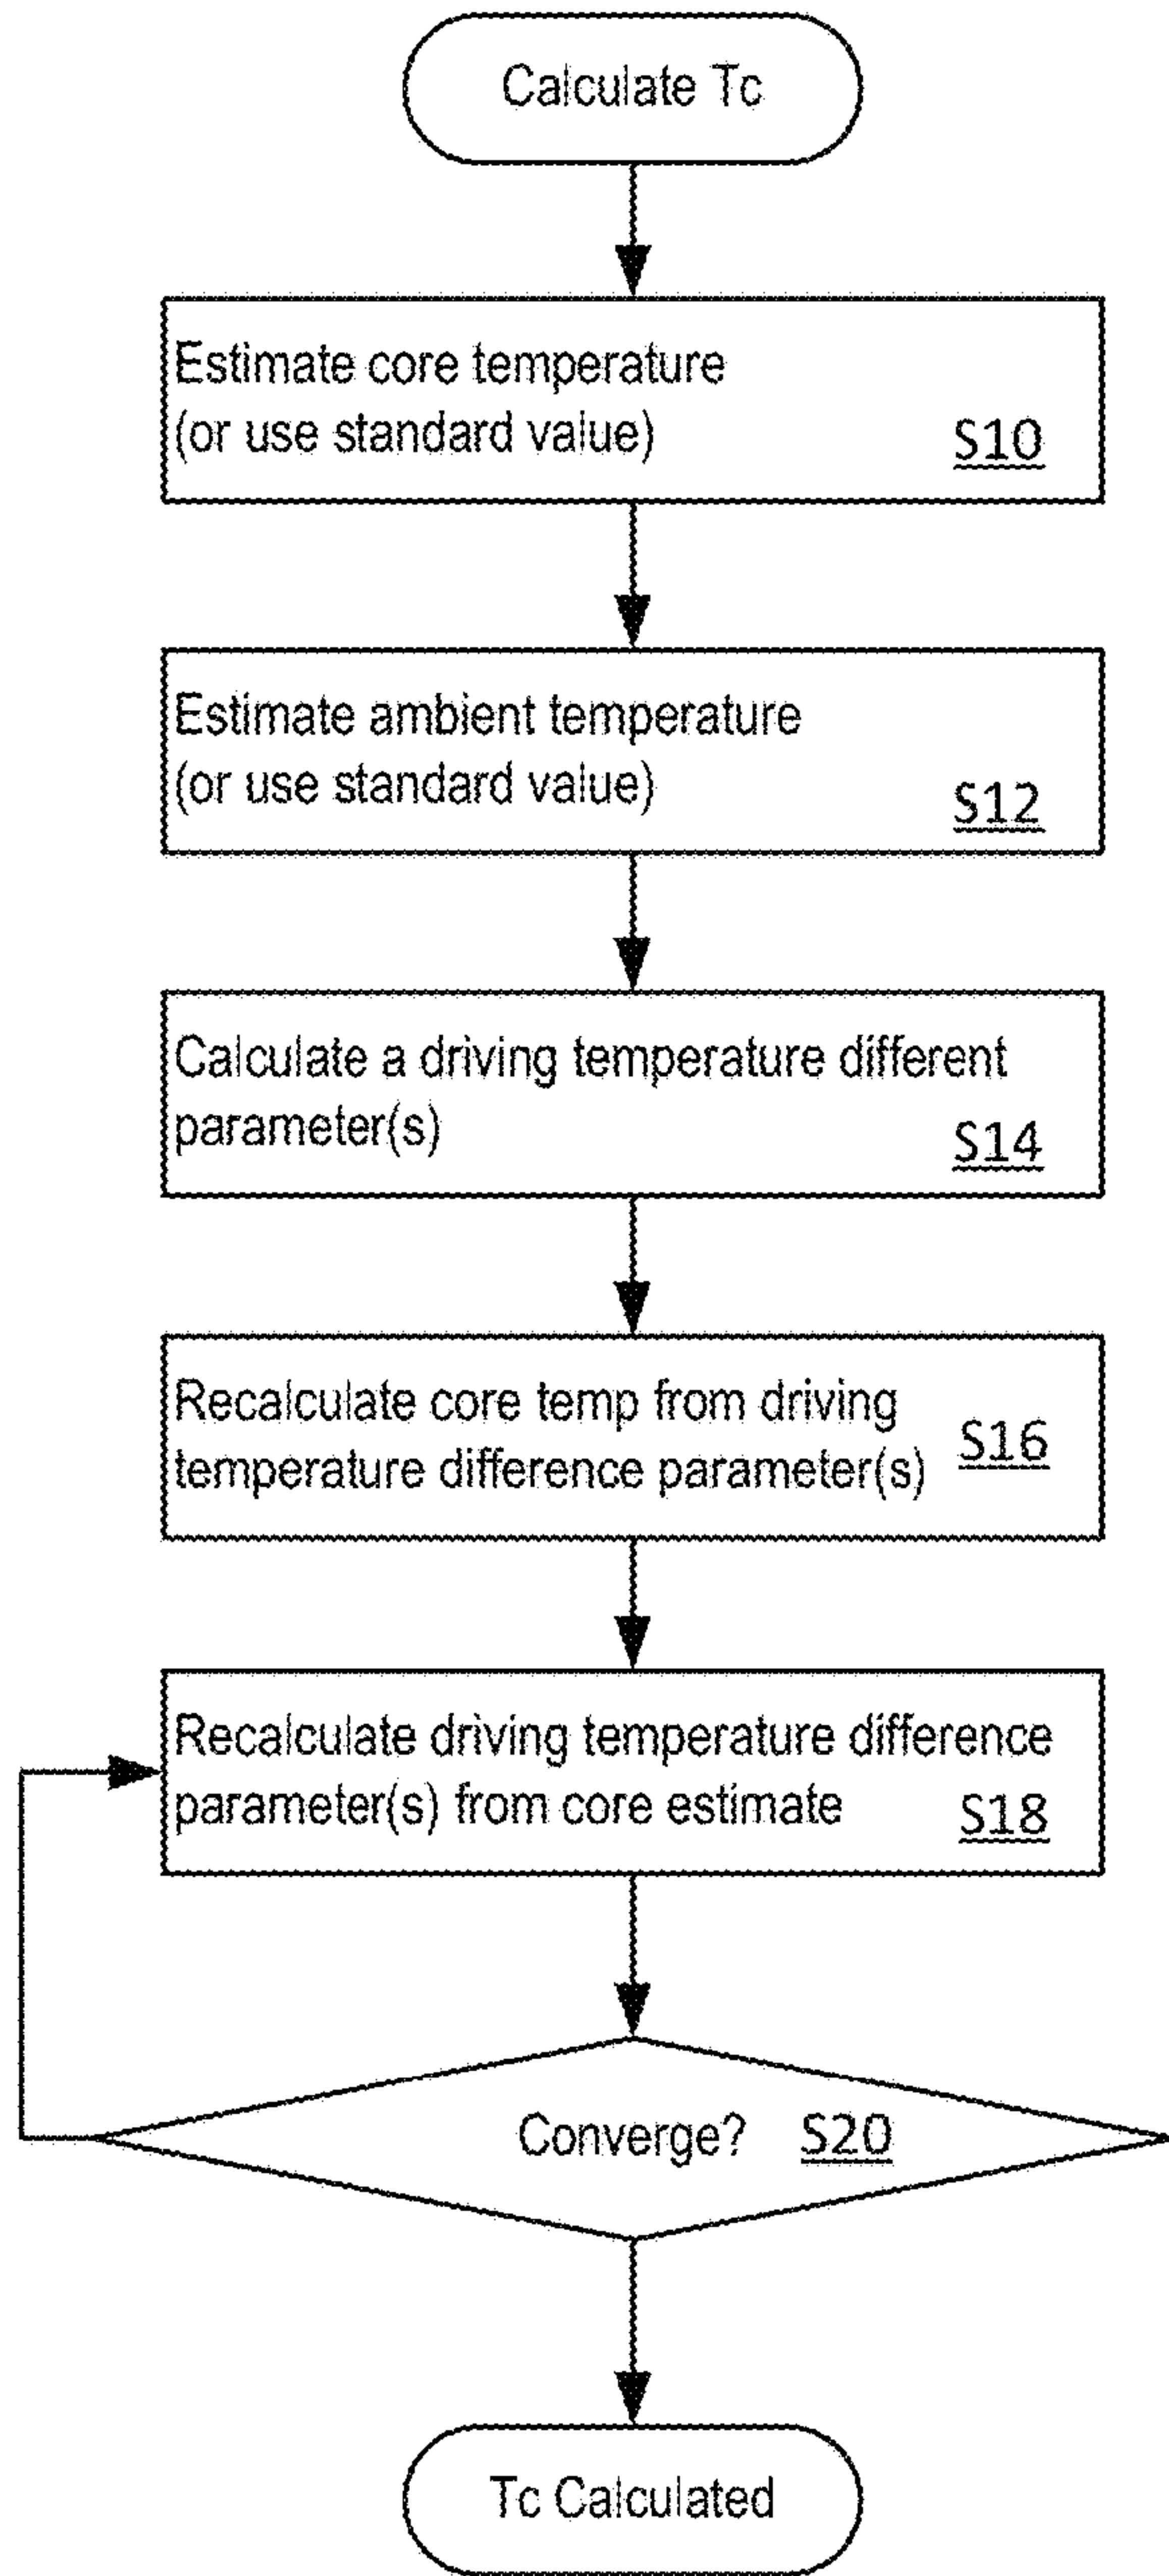 Calculate Tc
Estimate core temperature
(or use standard value)
S10
Estimate ambient temperature
(or use standard value)
S12
Calculate a driving temperature different
parameter(s)
S14
Recalculate core temp from driving
temperature difference parameter(s)
S16
Recalculate driving temperature difference
parameter(s) from core estimate
S18
Converge? S20
Tc Calculated